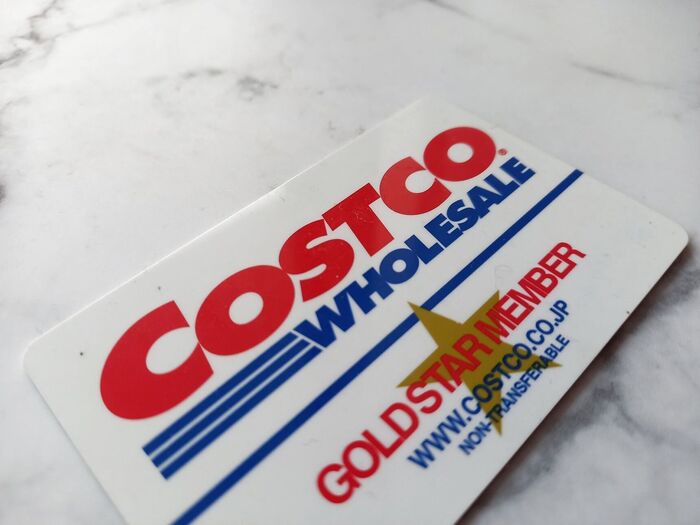 COSTCO®
WHOLESALE
GOLD STAR MEMBER
WWW.COSTCO.CO.JP
NON-TRANSFERABLE